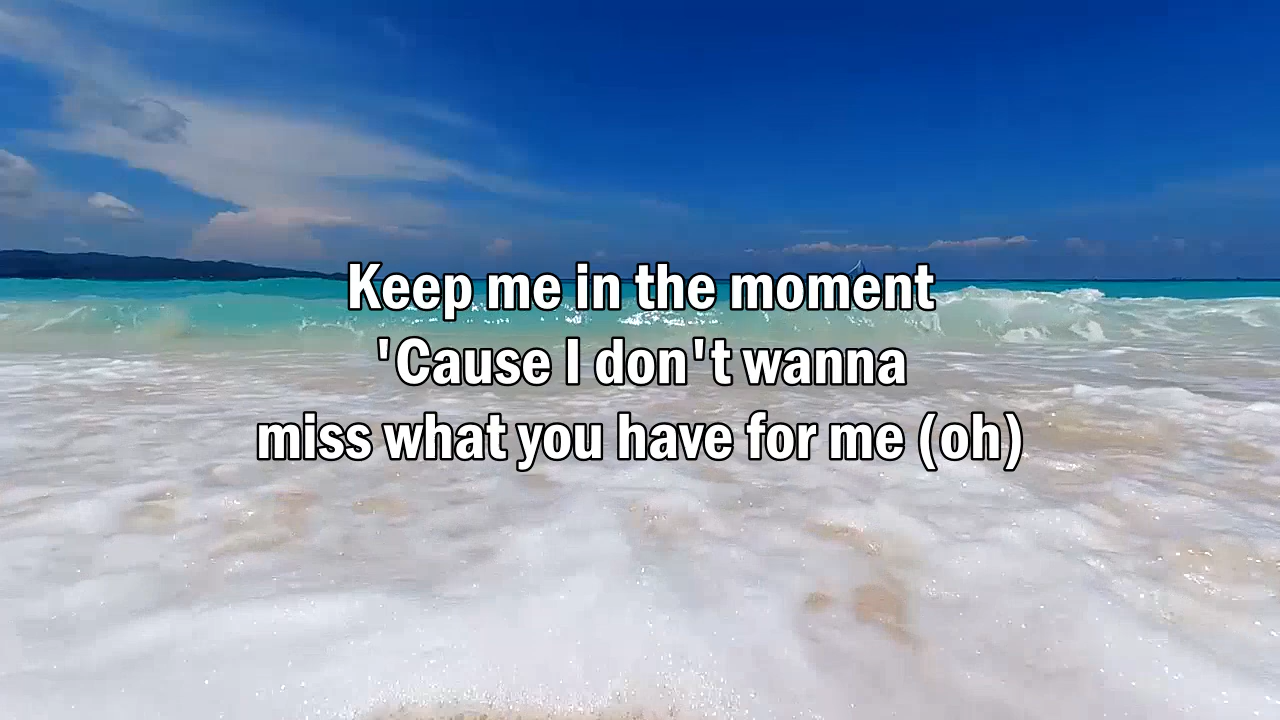 Keep me in the moment
'Cause I don't wanna
miss what you have for me (oh)